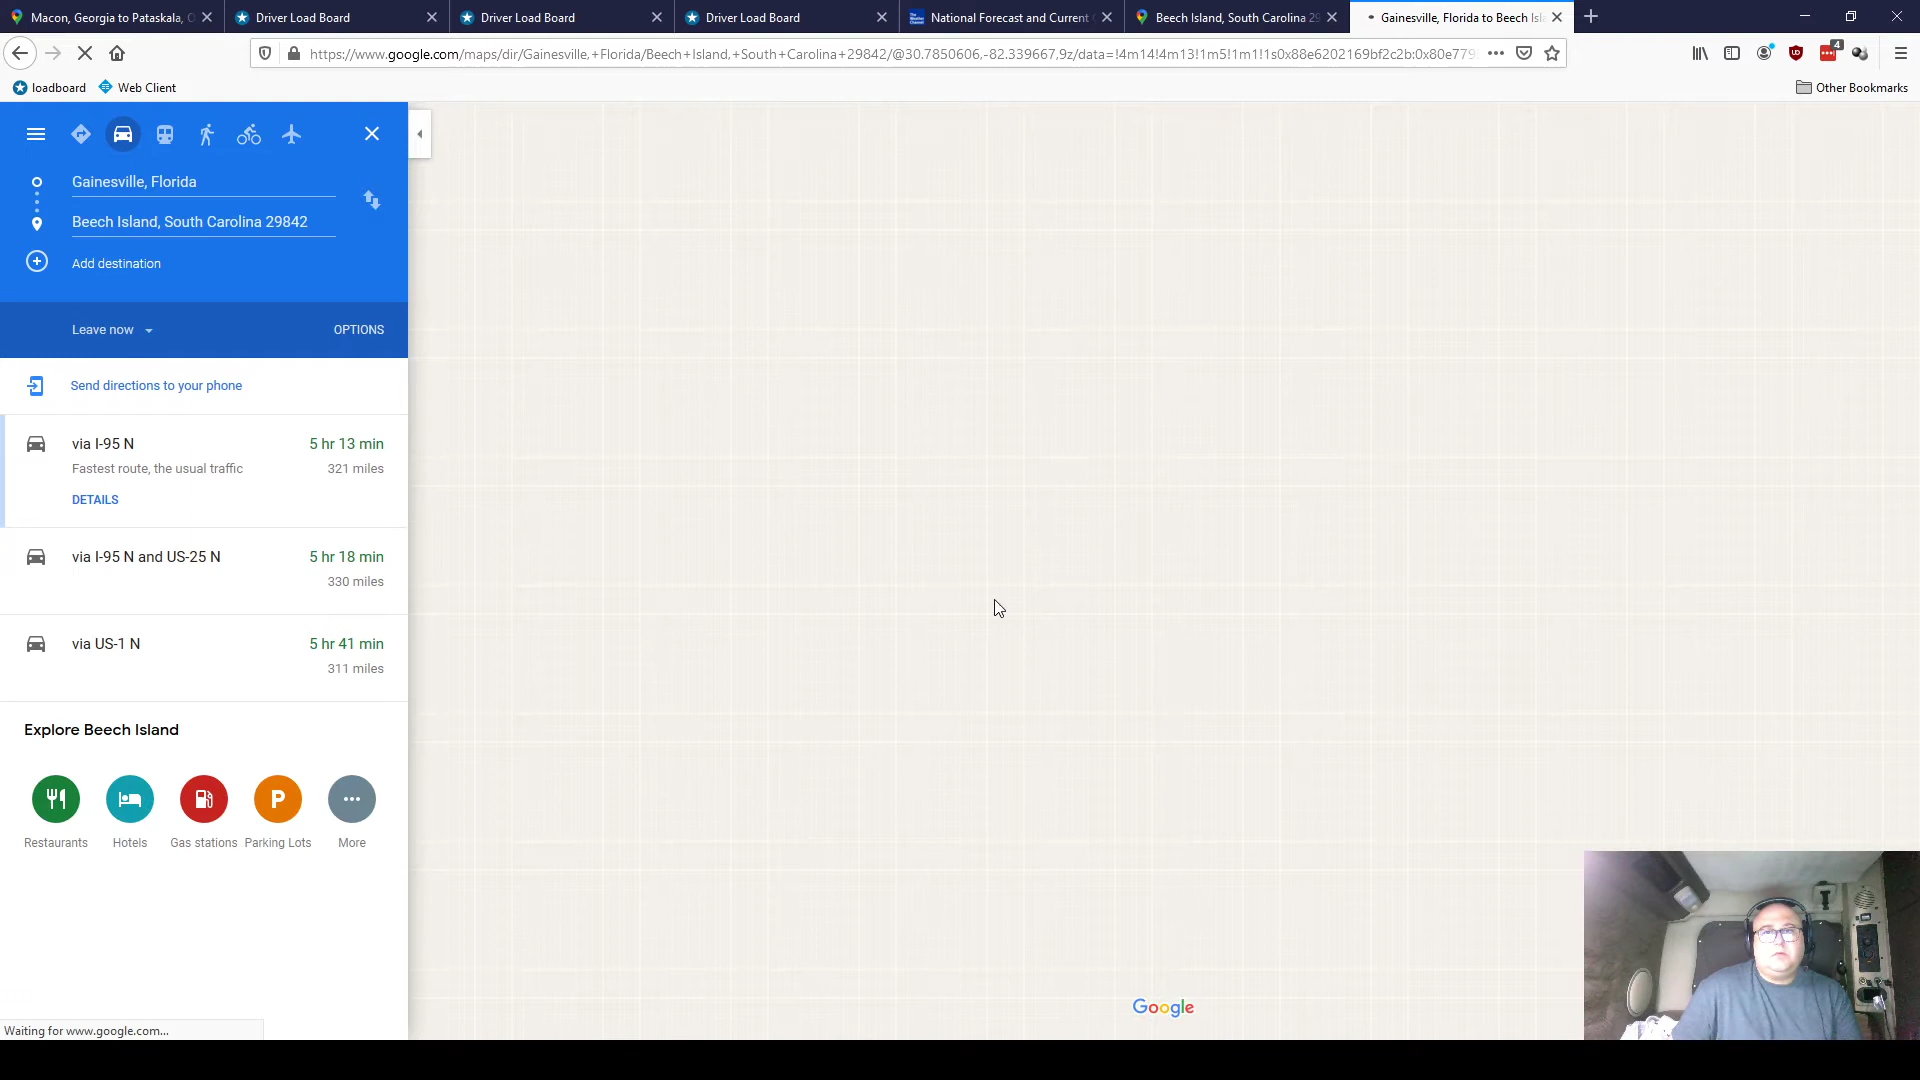 Macon, Georgia to Pataskala, O
Driver Load Board
Driver Load Board
Driver Load Board
National Forecast and Current
Beech Island, South Carolina 29
Gainesville, Florida to Beech Isl
https://www.google.com/maps/dir/Gainesville,+Florida/Beech+Island,+South+Carolina+29842/@30.7850606,-82.339667,9z/data=!4m14!4m13!1m5!1m1!1s0x88e6202169bf2c2b:0x80e779
4
loadboard
Web Client
Other Bookmarks
Gainesville, Florida
Beech Island, South Carolina 29842
Add destination
Leave now
OPTIONS
Send directions to your phone
via I-95 N 5 hr 13 min
Fastest route, the usual traffic 321 miles
DETAILS
via I-95 N and US-25 N 5 hr 18 min
330 miles
via US-1 N 5 hr 41 min
311 miles
Explore Beech Island
P
Restaurants Hotels Gas stations Parking Lots More
Google
Waiting for www.google.com...